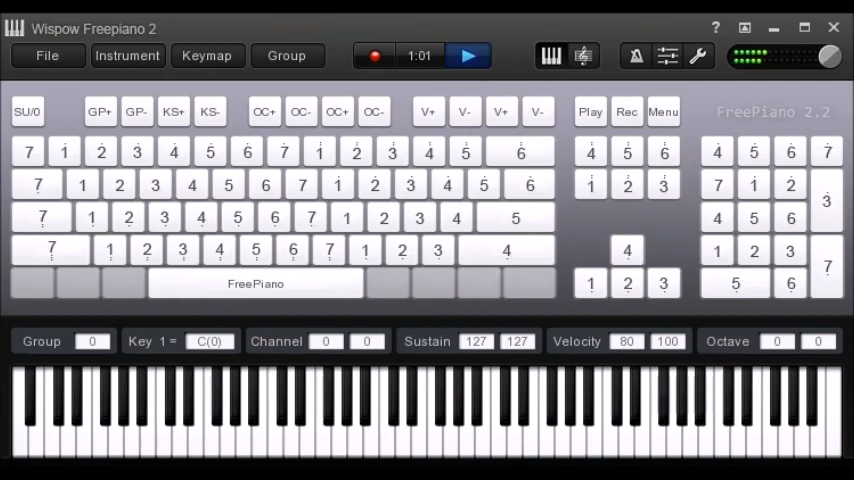 Wispow Freepiano 2 ?
File Instrument Keymap Group 1:01
SU/0 GP+ GP- KS+ KS- OC+ OC- OC+ OC- V+ V- V+ V- Play Rec Menu FreePiano 2.2
7 1 2 3 4 5 6 7 1 2 3 4 5 6 4 5 6 4 5 6 7
7 1 2 3 4 5 6 7 1 2 3 4 5 6 1 2 3 7 1 2 3
7 1 2 3 4 5 6 7 1 2 3 4 5 4 5 6
7 1 2 3 4 5 6 7 1 2 3 4 4 1 2 3 7
FreePiano 1 2 3 5 6
Group 0 Key 1 = C(0) Channel 0 0 Sustain 127 127 Velocity 80 100 Octave 0 0